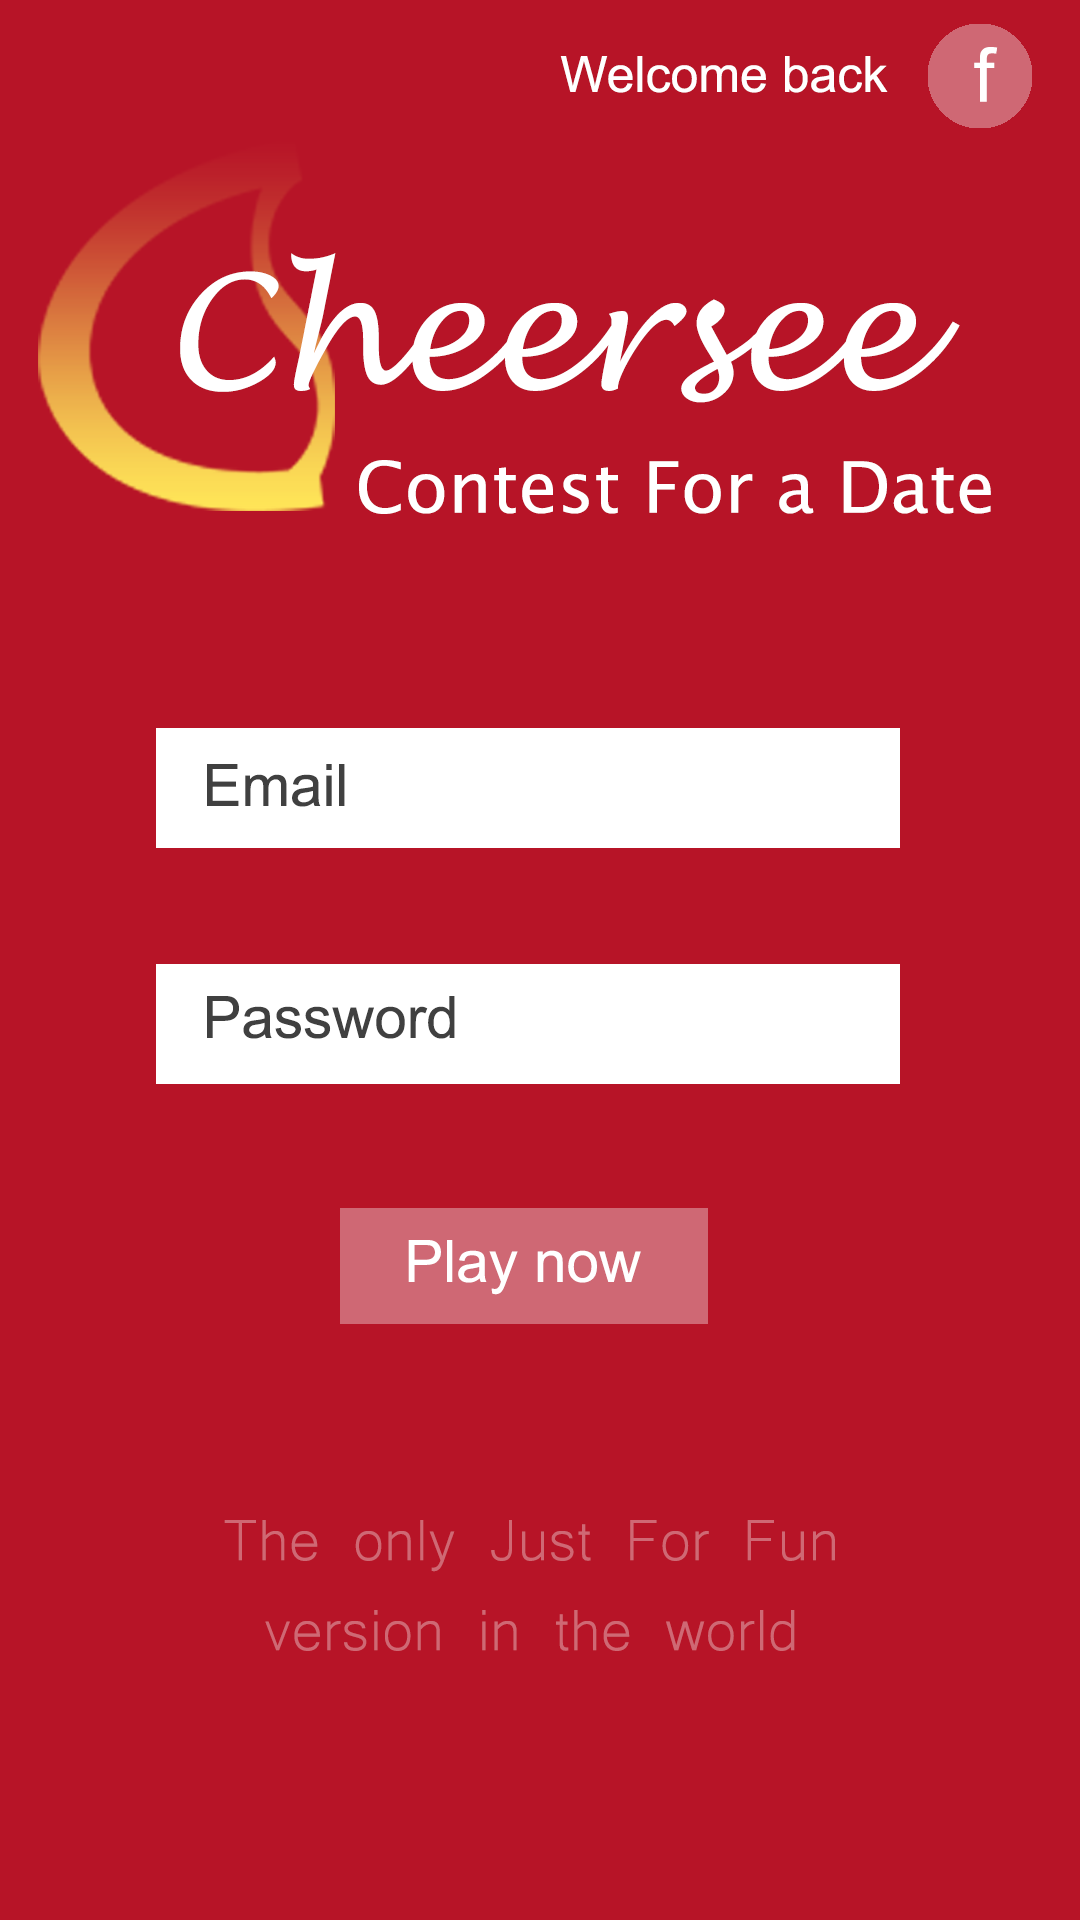 Welcome back f
Cheersee
Contest For a Date
Email
Password
Play now
The only Just For Fun
version in the world